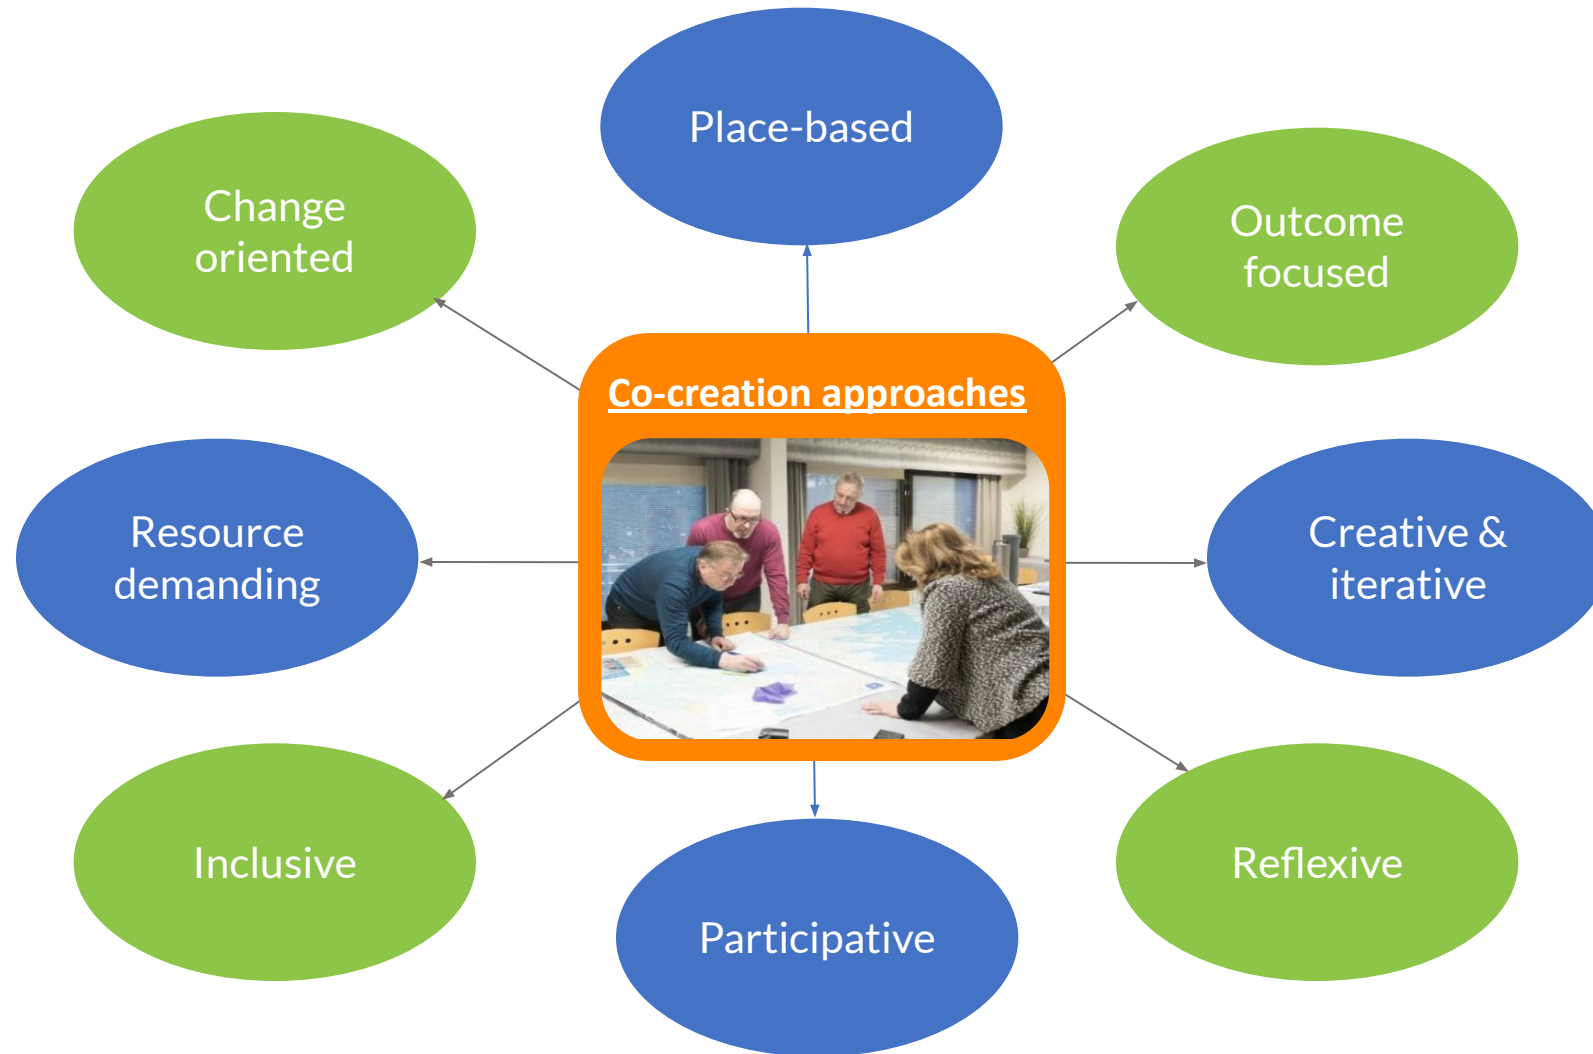 Place-based
Change
oriented
Outcome
focused
Co-creation approaches
Resource
demanding
Creative &
iterative
Inclusive
Reflexive
Participative